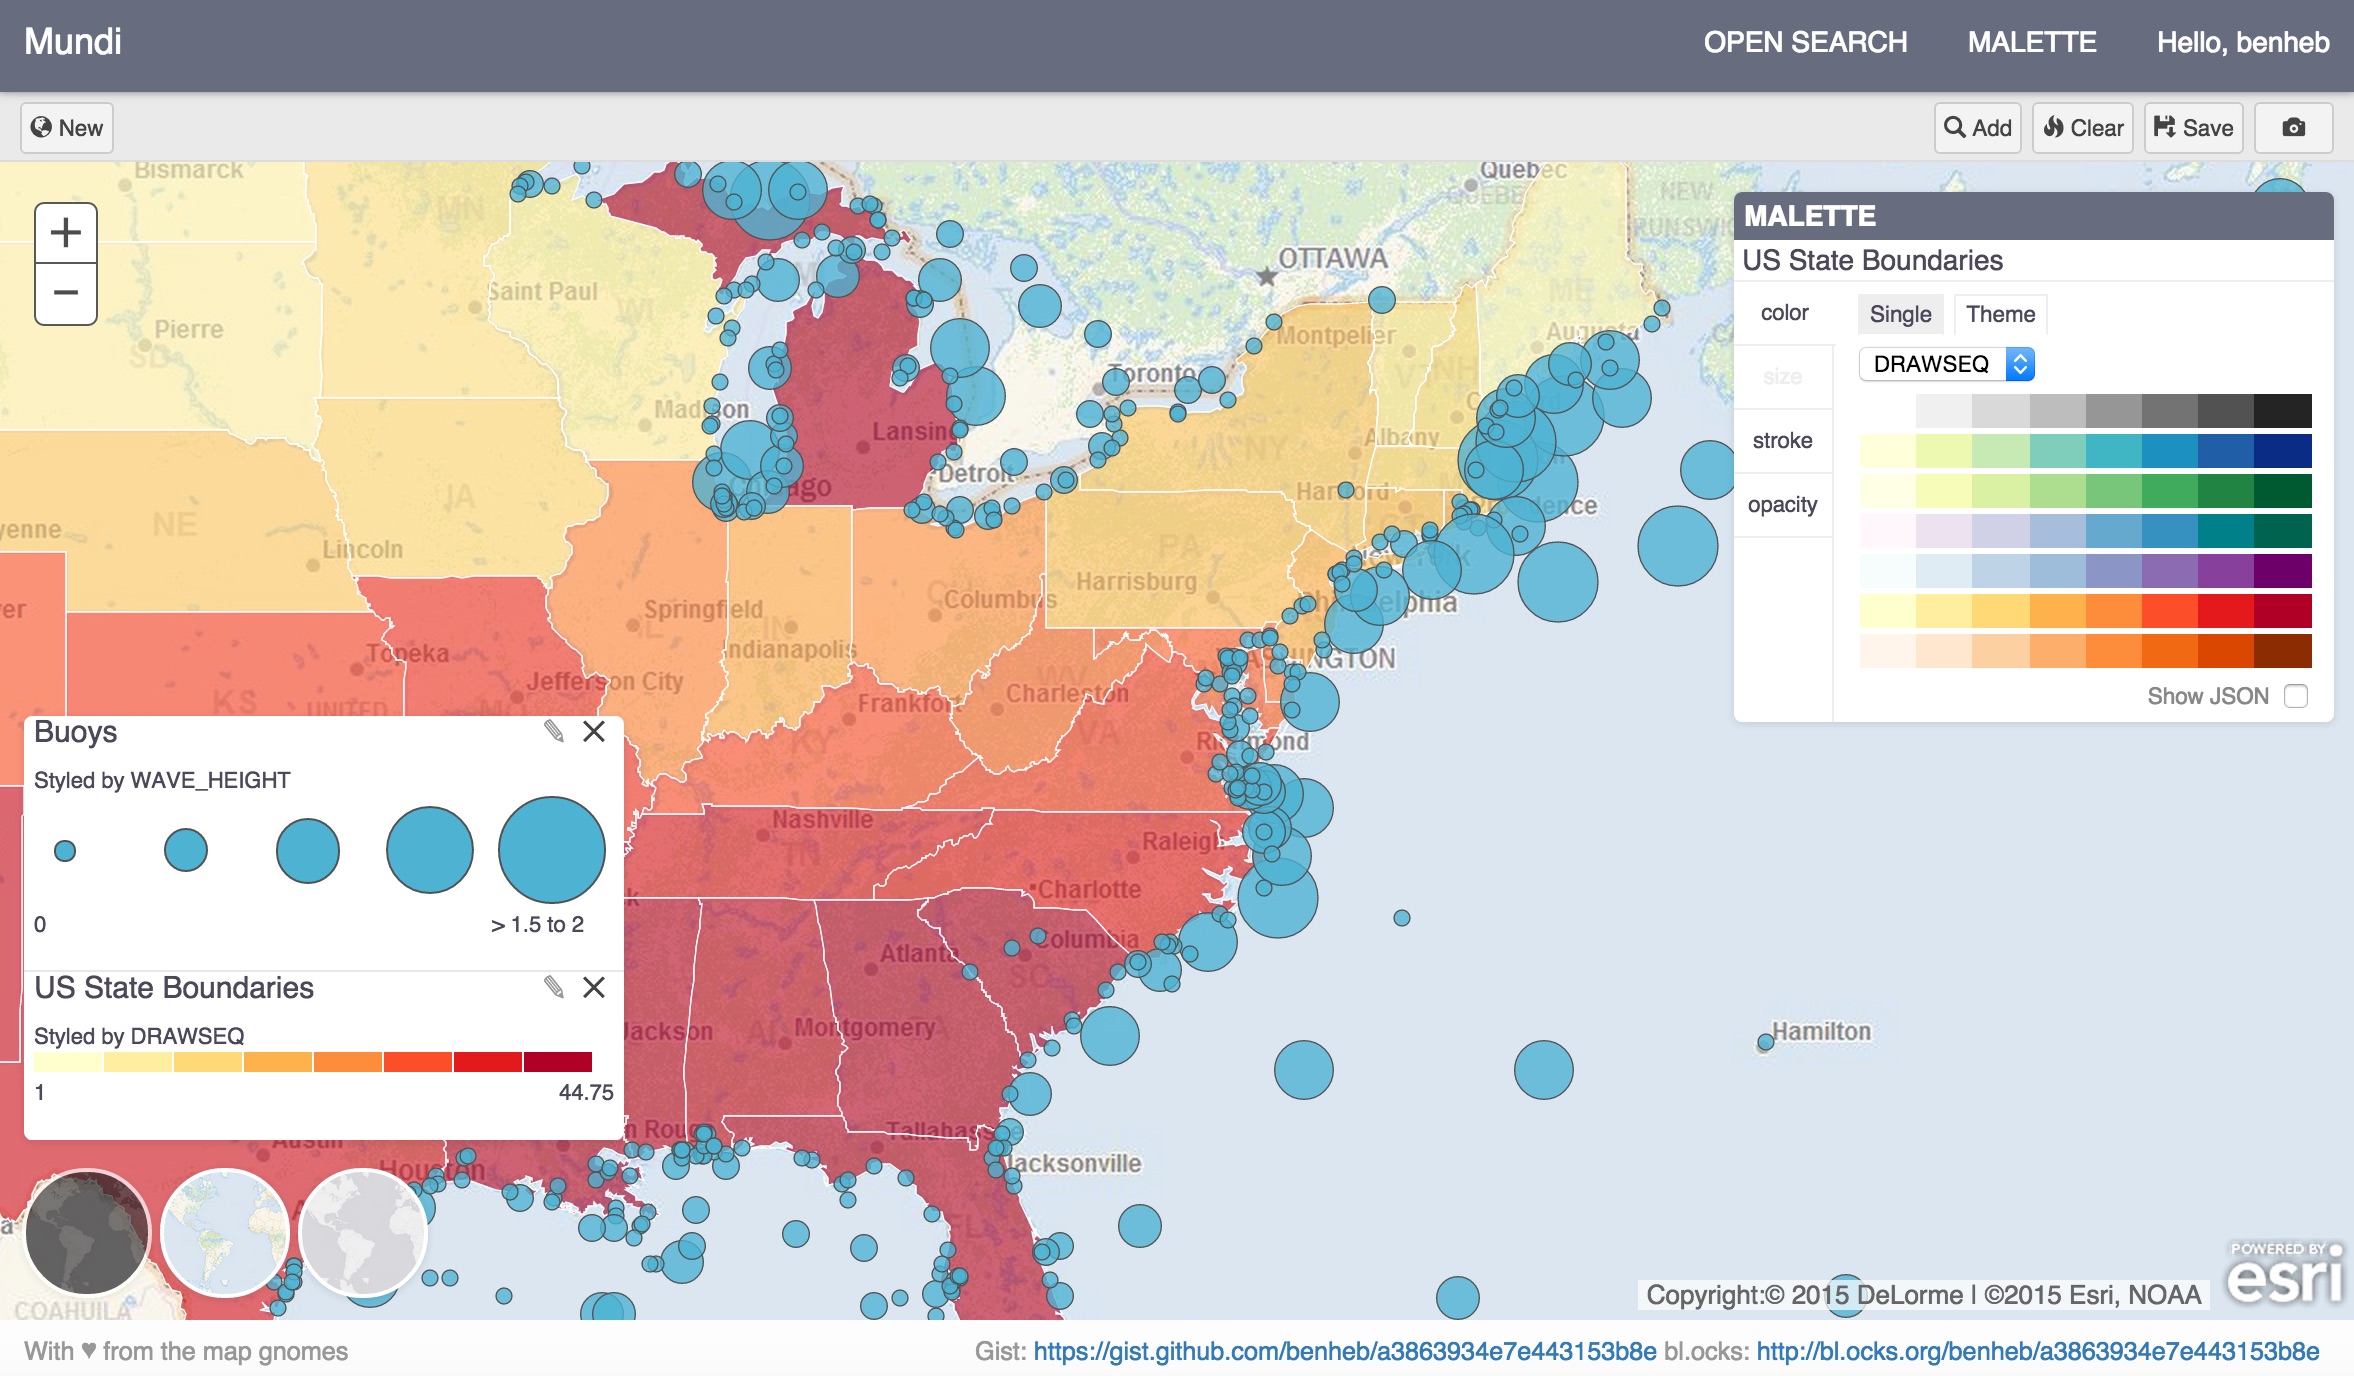 Mundi
OPEN SEARCH MALETTE Hello, benheb
New
Add Clear Save
Bismarck
Quebec
NEW
BRUNSWICK
MN
OTTAWA
Saint Paul
WI
Pierre
SD
Montpelier
Augusta
ME
Toronto
VT
NH
Madison
Lansing
Albany
NY
Detroit
Chicago
IA
Hartford
NE
Lincoln
PA
Harrisburg
Columbus
Springfield
IL
IN
Indianapolis
Philadelphia
WASHINGTON
Topeka
Jefferson City
KS
UNITED
MO
Frankfort
WV
Charleston
VA
KY
Richmond
Nashville
TN
Raleigh
Charlotte
Columbia
SC
Atlanta
Jackson
AL
Montgomery
GA
Tallahassee
Jacksonville
Austin
Houston
FL
COAHUILA
Hamilton
MALETTE
US State Boundaries
color
Single Theme
DRAWSEQ
size
stroke
opacity
Show JSON
Buoys
Styled by WAVE_HEIGHT
0 > 1.5 to 2
US State Boundaries
Styled by DRAWSEQ
1 44.75
Copyright:© 2015 DeLorme | ©2015 Esri, NOAA
POWERED BY
esri
With ♥ from the map gnomes
Gist: https://gist.github.com/benheb/a3863934e7e443153b8e bl.ocks: http://bl.ocks.org/benheb/a3863934e7e443153b8e